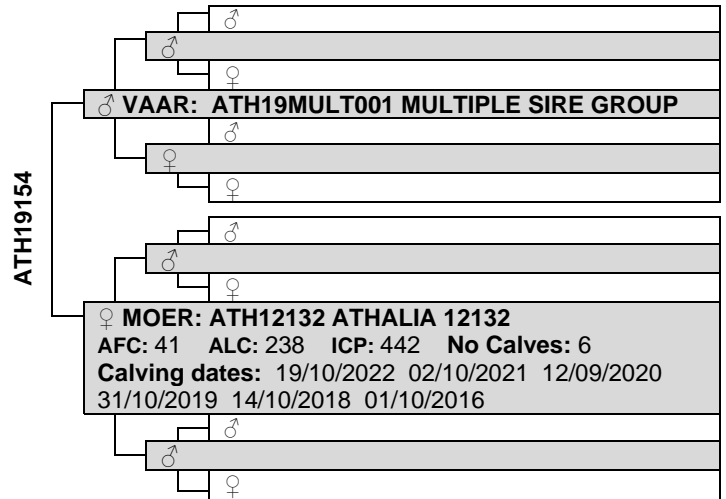 ♂
♂
♀
♂ VAAR: ATH19MULT001 MULTIPLE SIRE GROUP
♂
♀
♀
ATH19154
♂
♂
♀
♀ MOER: ATH12132 ATHALIA 12132
AFC: 41 ALC: 238 ICP: 442 No Calves: 6
Calving dates: 19/10/2022 02/10/2021 12/09/2020
31/10/2019 14/10/2018 01/10/2016
♂
♂
♀